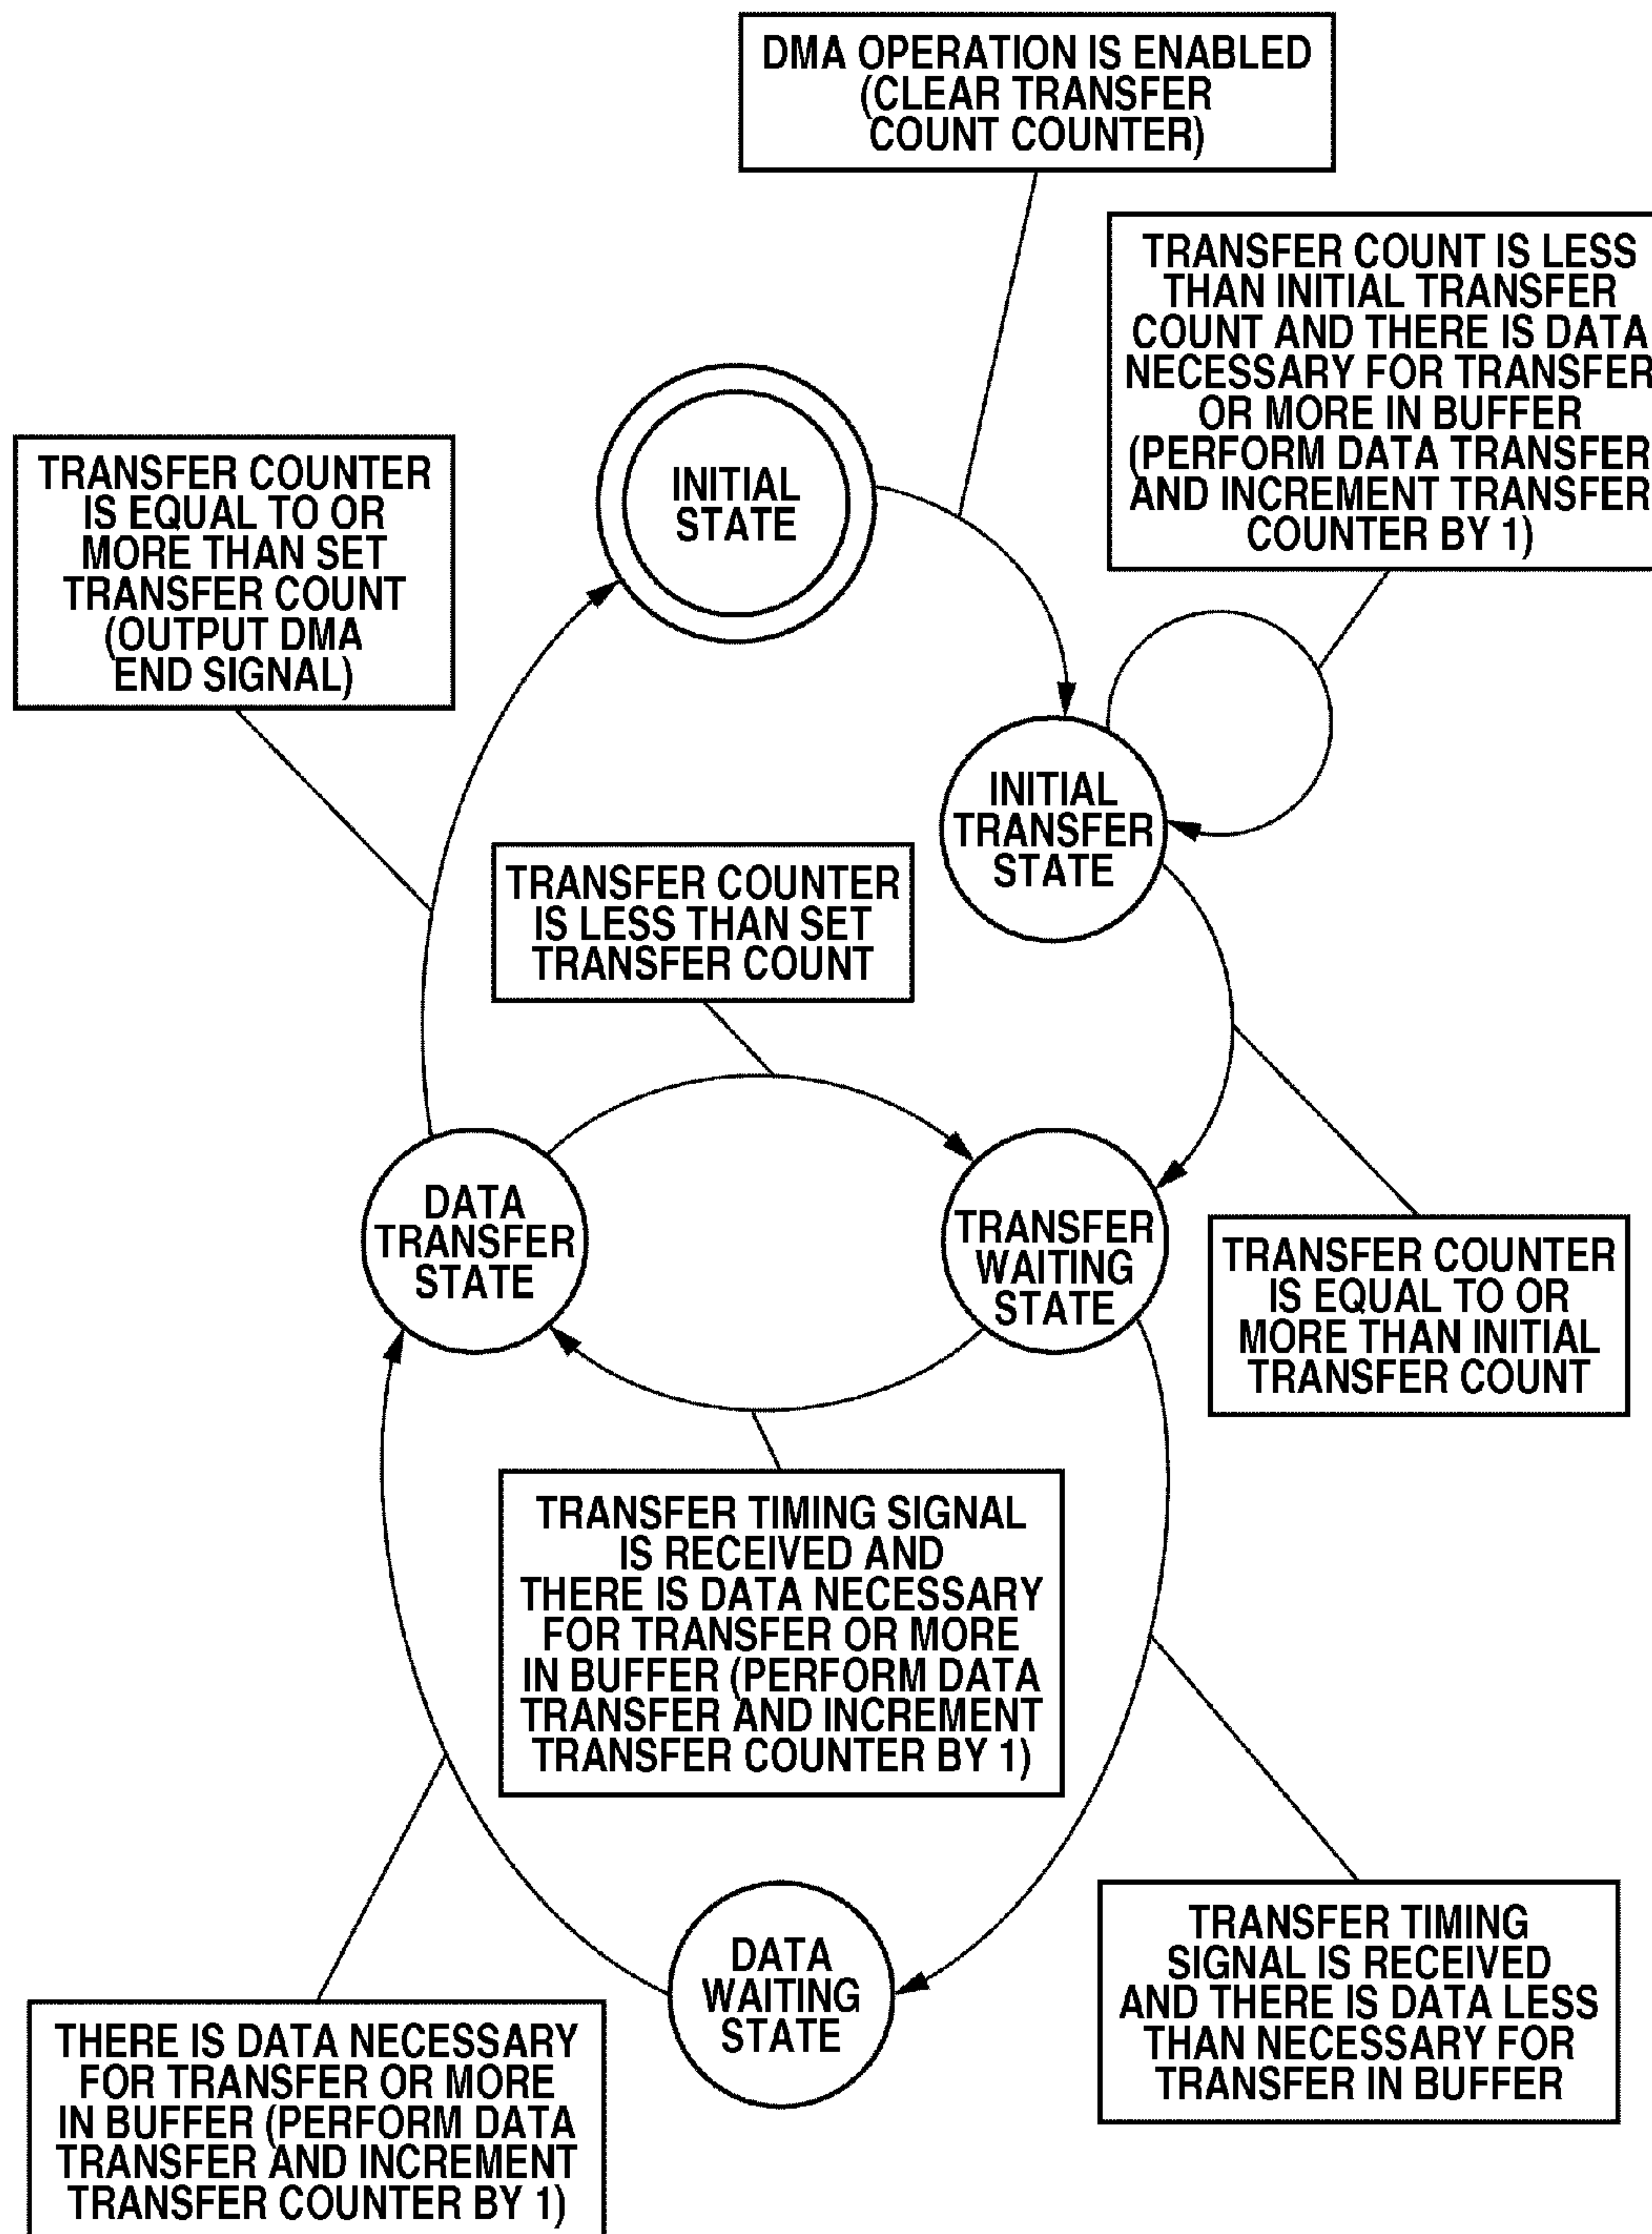 DMA OPERATION IS ENABLED
(CLEAR TRANSFER
COUNT COUNTER)
TRANSFER COUNT IS LESS
THAN INITIAL TRANSFER
COUNT AND THERE IS DATA
NECESSARY FOR TRANSFER
OR MORE IN BUFFER
(PERFORM DATA TRANSFER
AND INCREMENT TRANSFER
COUNTER BY 1)
TRANSFER COUNTER
IS EQUAL TO OR
MORE THAN SET
TRANSFER COUNT
(OUTPUT DMA
END SIGNAL)
INITIAL
STATE
INITIAL
TRANSFER
STATE
TRANSFER COUNTER
IS LESS THAN SET
TRANSFER COUNT
DATA
TRANSFER
STATE
TRANSFER
WAITING
STATE
TRANSFER COUNTER
IS EQUAL TO OR
MORE THAN INITIAL
TRANSFER COUNT
TRANSFER TIMING SIGNAL
IS RECEIVED AND
THERE IS DATA NECESSARY
FOR TRANSFER OR MORE
IN BUFFER (PERFORM DATA
TRANSFER AND INCREMENT
TRANSFER COUNTER BY 1)
DATA
WAITING
STATE
TRANSFER TIMING
SIGNAL IS RECEIVED
AND THERE IS DATA LESS
THAN NECESSARY FOR
TRANSFER IN BUFFER
THERE IS DATA NECESSARY
FOR TRANSFER OR MORE
IN BUFFER (PERFORM DATA
TRANSFER AND INCREMENT
TRANSFER COUNTER BY 1)